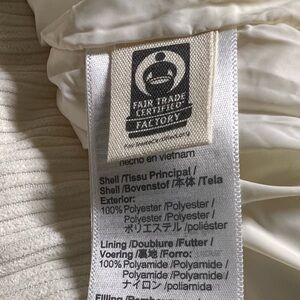 FAIR TRADE
CERTIFIED
FACTORY
hecho en vietnam
Shell /Tissu Principal /
Shell /Bovenstof /本体 /Tela
Exterior:
100% Polyester /Polyester /
Polyester /Polyester /
ポリエステル /poliéster
Lining /Doublure /Futter /
Voering /裏地 /Forro:
100% Polyamide /Polyamide /
Polyamide /Polyamide /
ナイロン /poliamida